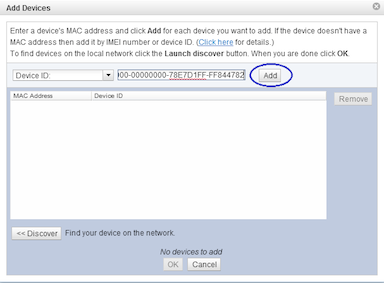 Add Devices
Enter a device's MAC address and click Add for each device you want to add. If the device doesn't have a
MAC address then add it by IMEI number or device ID. (Click here for details.)
To find devices on the local network click the Launch discover button. When you are done click OK.
Device ID: 00-00000000-78E7D1FF-FF844782 Add
MAC Address Device ID
Remove
<< Discover Find your device on the network.
No devices to add
OK Cancel